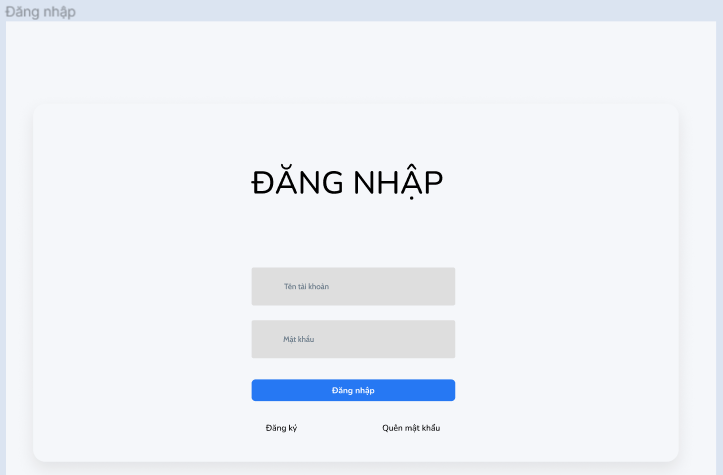 Đăng nhập
ĐĂNG NHẬP
Tên tài khoản
Mật khẩu
Đăng nhập
Đăng ký
Quên mật khẩu